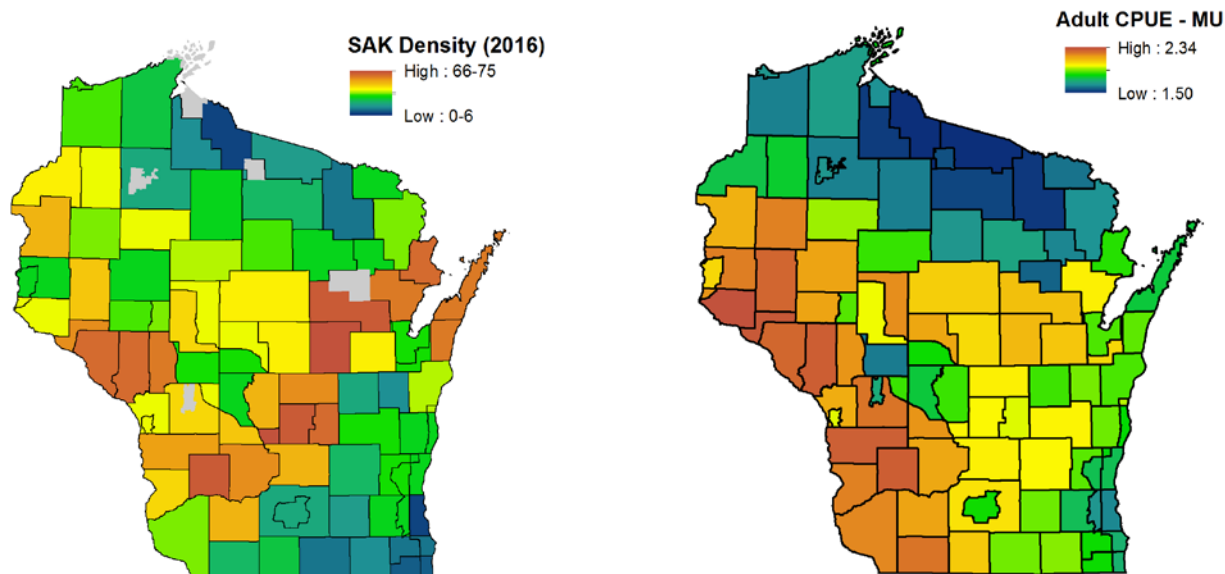 SAK Density (2016)
High : 66-75
Low : 0-6
Adult CPUE - MU
High : 2.34
Low : 1.50